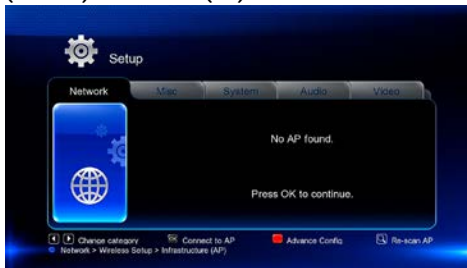 Setup
Network Misc System Audio Video
No AP found.
Press OK to continue.
Change category Connect to AP Advance Config Re-scan AP
Network > Wireless Setup > Infrastructure (AP)